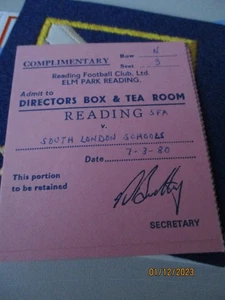 COMPLIMENTARY
Row N
Seat 3
Reading Football Club, Ltd.
ELM PARK READING.
Admit to
DIRECTORS BOX & TEA ROOM
READING SFA
v.
SOUTH LONDON SCHOOLS
Date 7-3-80
This portion
to be retained
SECRETARY
01/12/2023